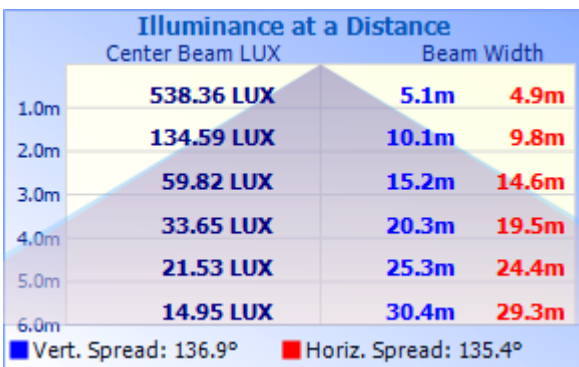 Illuminance at a Distance
Center Beam LUX Beam Width
1.0m 538.36 LUX 5.1m 4.9m
2.0m 134.59 LUX 10.1m 9.8m
3.0m 59.82 LUX 15.2m 14.6m
4.0m 33.65 LUX 20.3m 19.5m
5.0m 21.53 LUX 25.3m 24.4m
6.0m 14.95 LUX 30.4m 29.3m
Vert. Spread: 136.9º Horiz. Spread: 135.4º